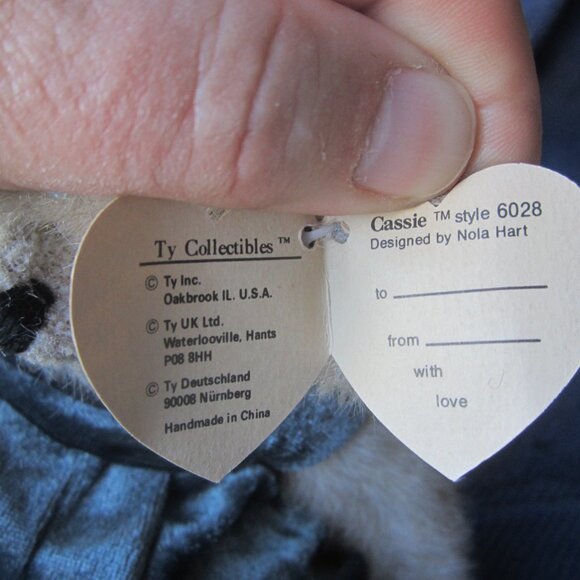 Ty Collectibles™
© Ty Inc.
Oakbrook IL. U.S.A.
© Ty UK Ltd.
Waterlooville, Hants
P08 8HH
© Ty Deutschland
90008 Nürnberg
Handmade in China
Cassie ™ style 6028
Designed by Nola Hart
to
from
with
love